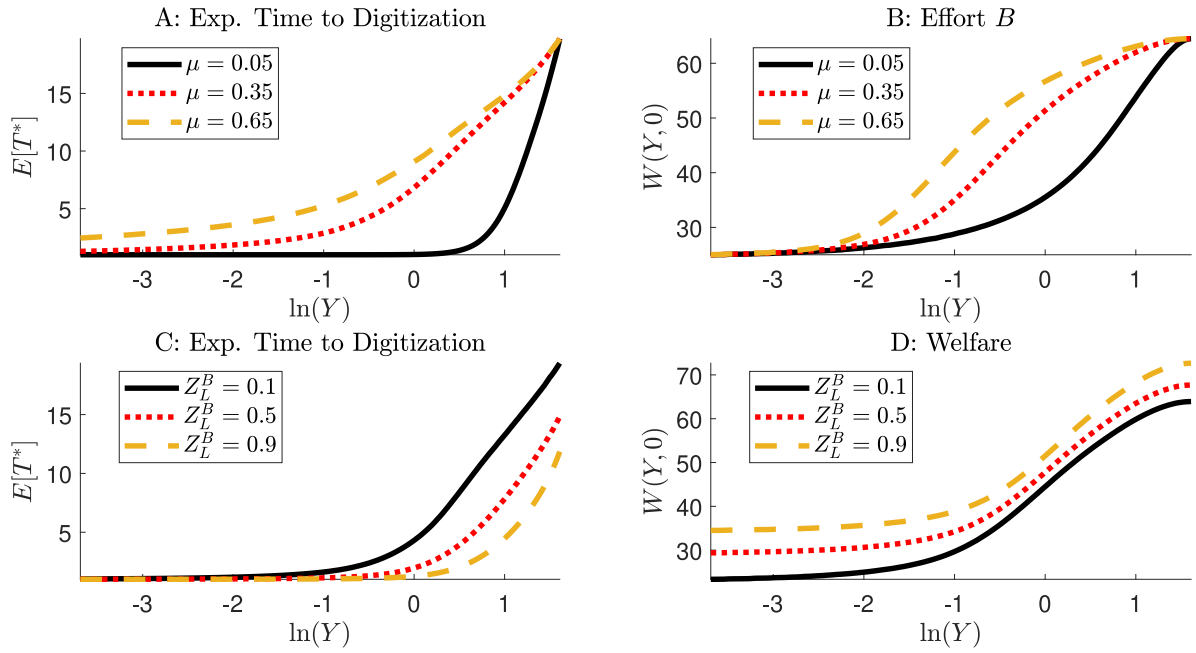 A: Exp. Time to Digitization
μ = 0.05
μ = 0.35
μ = 0.65
E[T*]
15
10
5
-3 -2 -1 0 1
ln(Y)
B: Effort B
μ = 0.05
μ = 0.35
μ = 0.65
W(Y, 0)
60
50
40
30
-3 -2 -1 0 1
ln(Y)
C: Exp. Time to Digitization
Z_L^B = 0.1
Z_L^B = 0.5
Z_L^B = 0.9
E[T*]
15
10
5
-3 -2 -1 0 1
ln(Y)
D: Welfare
Z_L^B = 0.1
Z_L^B = 0.5
Z_L^B = 0.9
W(Y, 0)
70
60
50
40
30
-3 -2 -1 0 1
ln(Y)